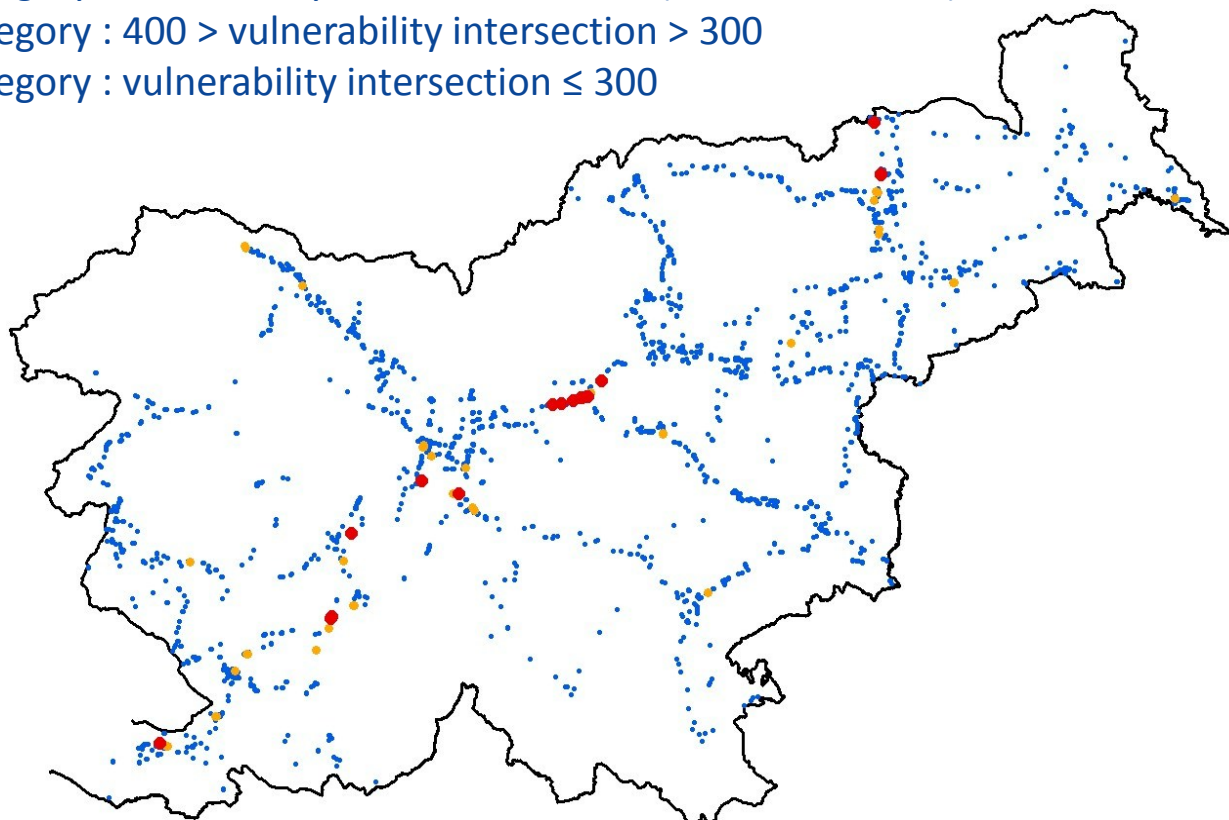 egory : 400 > vulnerability intersection > 300
egory : vulnerability intersection ≤ 300